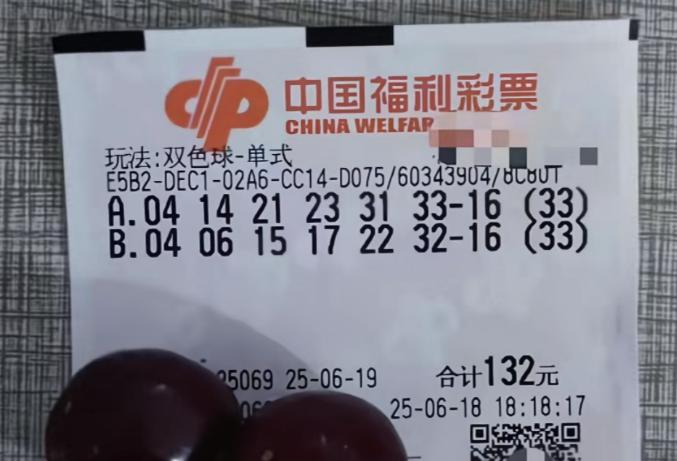 中国福利彩票
CHINA WELFAR
玩法:双色球-单式
E5B2-DEC1-02A6-CC14-D075/60343904/8C80T
A.04 14 21 23 31 33-16 (33)
B.04 06 15 17 22 32-16 (33)
25069 25-06-19 合计132元
25-06-18 18:18:17